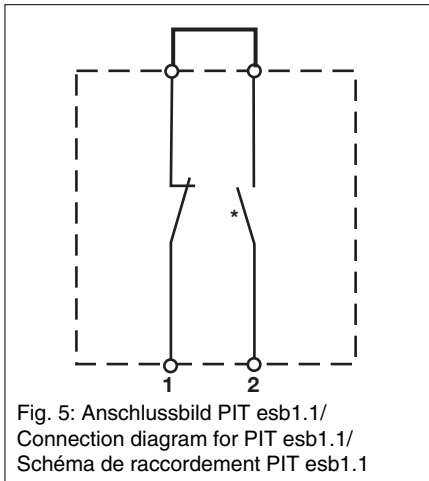 *
1 2
Fig. 5: Anschlussbild PIT esb1.1/
Connection diagram for PIT esb1.1/
Schéma de raccordement PIT esb1.1